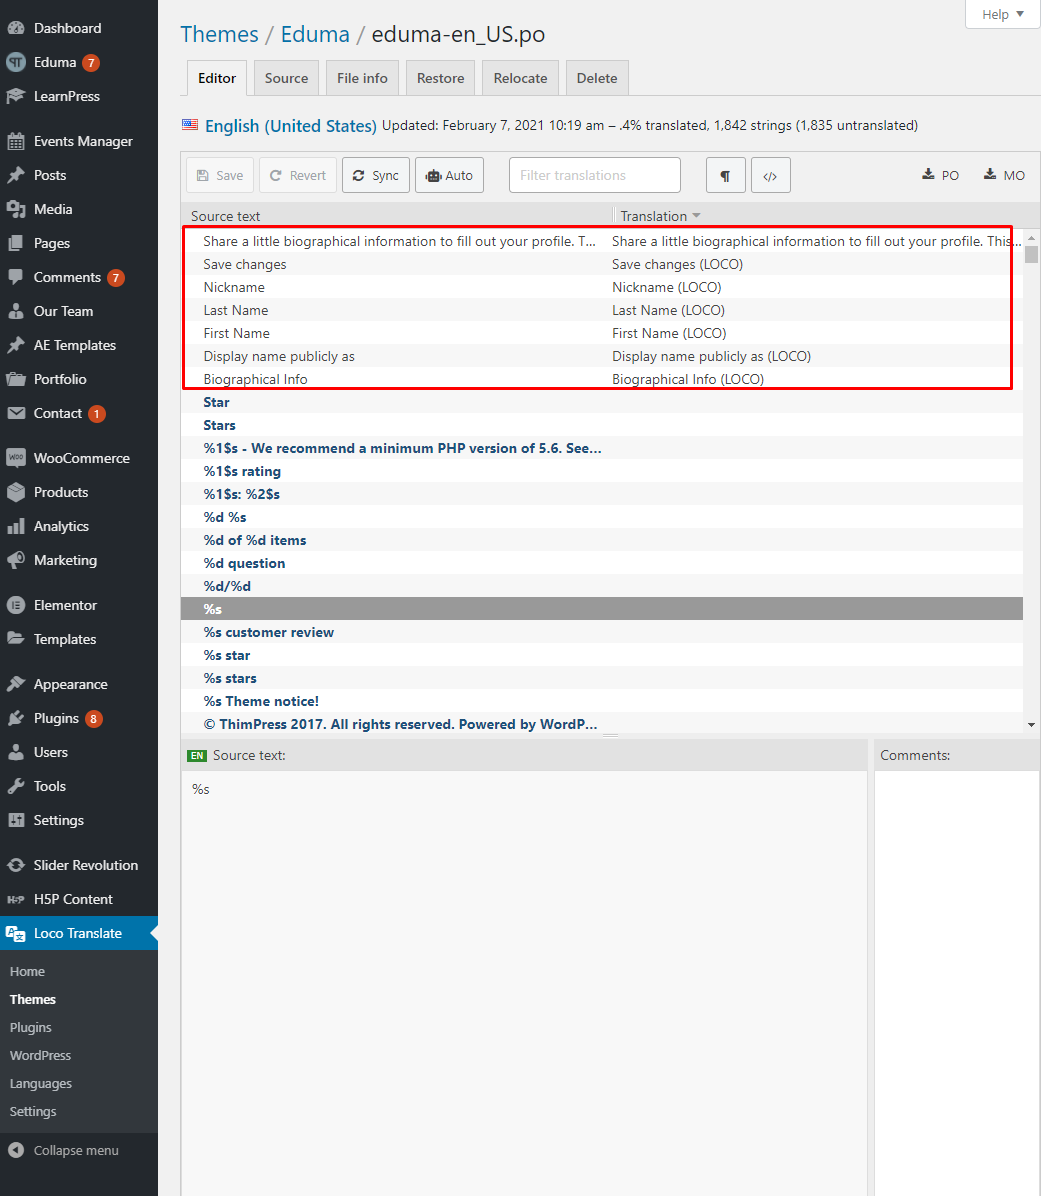 Dashboard
Eduma 7
LearnPress
Events Manager
Posts
Media
Pages
Comments 7
Our Team
AE Templates
Portfolio
Contact 1
WooCommerce
Products
Analytics
Marketing
Elementor
Templates
Appearance
Plugins 8
Users
Tools
Settings
Slider Revolution
H5P H5P Content
Loco Translate
Home
Themes
Plugins
WordPress
Languages
Settings
Collapse menu
Help
Themes / Eduma / eduma-en_US.po
Editor Source File info Restore Relocate Delete
English (United States) Updated: February 7, 2021 10:19 am – .4% translated, 1,842 strings (1,835 untranslated)
Save Revert Sync Auto Filter translations ¶ </> PO MO
Source text Translation
Share a little biographical information to fill out your profile. T... Share a little biographical information to fill out your profile. This...
Save changes Save changes (LOCO)
Nickname Nickname (LOCO)
Last Name Last Name (LOCO)
First Name First Name (LOCO)
Display name publicly as Display name publicly as (LOCO)
Biographical Info Biographical Info (LOCO)
Star
Stars
%1$s - We recommend a minimum PHP version of 5.6. See...
%1$s rating
%1$s: %2$s
%d %s
%d of %d items
%d question
%d/%d
%s
%s customer review
%s star
%s stars
%s Theme notice!
© ThimPress 2017. All rights reserved. Powered by WordP...
EN Source text: Comments:
%s